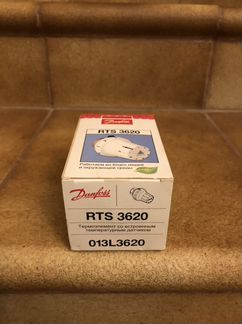 Danfoss
RTS 3620
Работаем во благо людей
и окружающей среды
Danfoss
RTS 3620
Термоэлемент со встроенным
температурным датчиком
013L3620